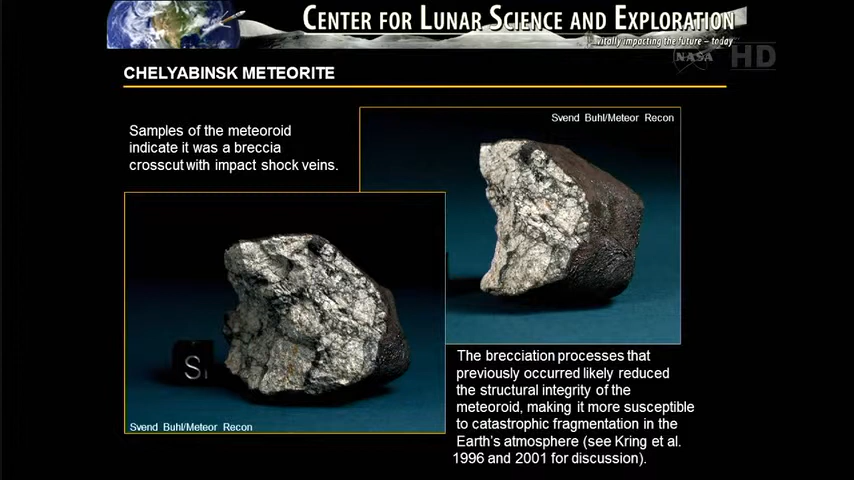 CENTER FOR LUNAR SCIENCE AND EXPLORATION
...vitally impacting the future – today
NASA HD
CHELYABINSK METEORITE
Samples of the meteoroid
indicate it was a breccia
crosscut with impact shock veins.
Svend Buhl/Meteor Recon
S
Svend Buhl/Meteor Recon
The brecciation processes that
previously occurred likely reduced
the structural integrity of the
meteoroid, making it more susceptible
to catastrophic fragmentation in the
Earth's atmosphere (see Kring et al.
1996 and 2001 for discussion).